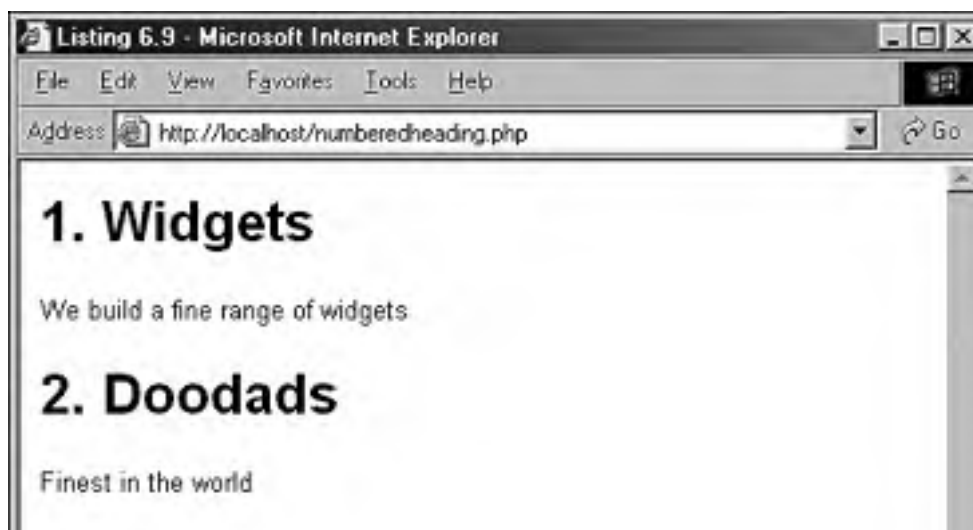 Listing 6.9 - Microsoft Internet Explorer
File Edit View Favorites Tools Help
Address http://localhost/numberedheading.php Go
1. Widgets
We build a fine range of widgets
2. Doodads
Finest in the world